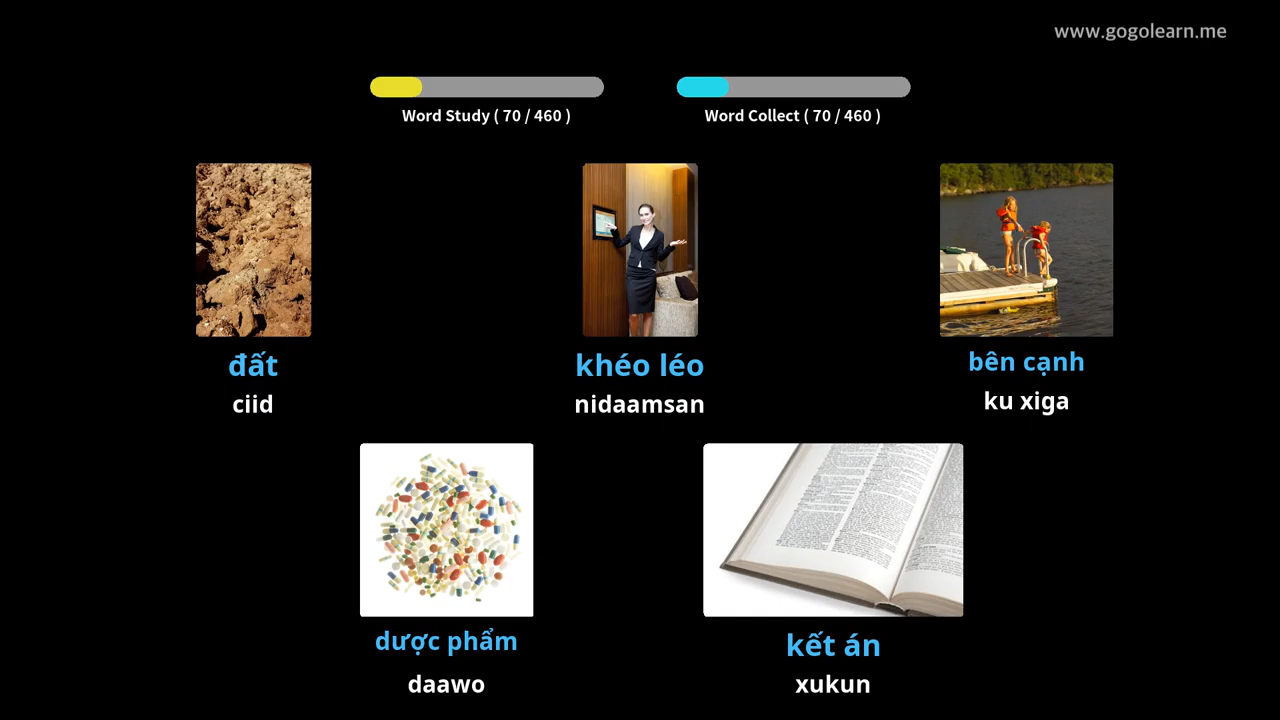 www.gogolearn.me
Word Study ( 70 / 460 )
Word Collect ( 70 / 460 )
đất
ciid
khéo léo
nidaamsan
bên cạnh
ku xiga
dược phẩm
daawo
kết án
xukun